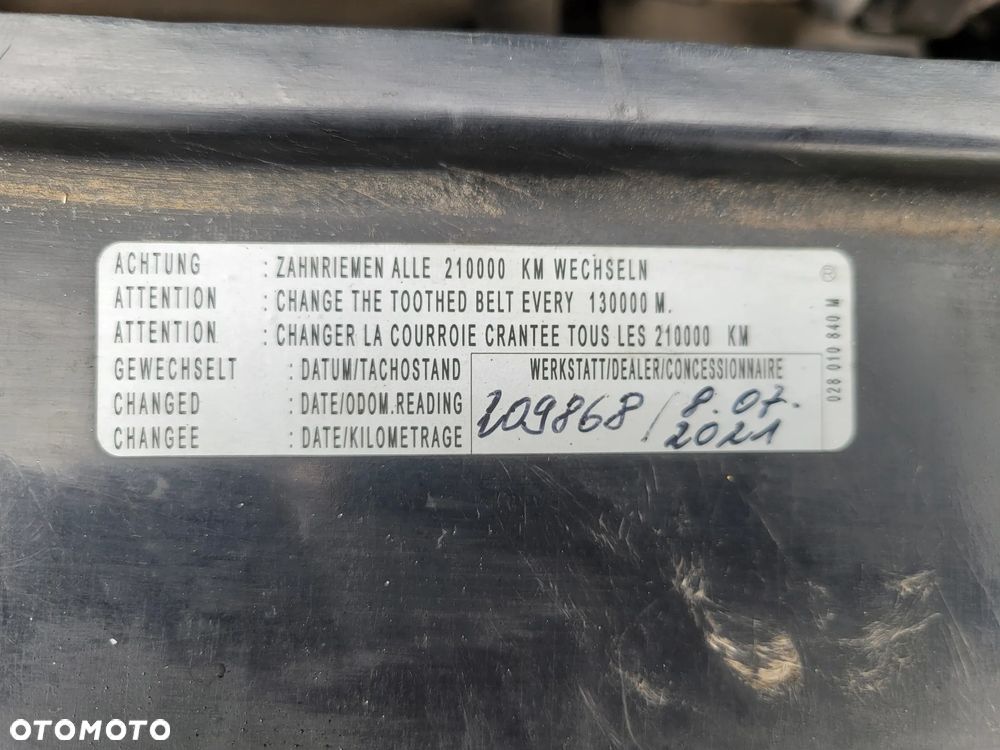 ACHTUNG : ZAHNRIEMEN ALLE 210000 KM WECHSELN
ATTENTION : CHANGE THE TOOTHED BELT EVERY 130000 M.
ATTENTION : CHANGER LA COURROIE CRANTÉE TOUS LES 210000 KM
GEWECHSELT : DATUM/TACHOSTAND WERKSTATT/DEALER/CONCESSIONNAIRE
CHANGED : DATE/ODOM.READING 209868 / 8.07.
CHANGEE : DATE/KILOMETRAGE 2021
028 010 840 M ®
OTOMOTO